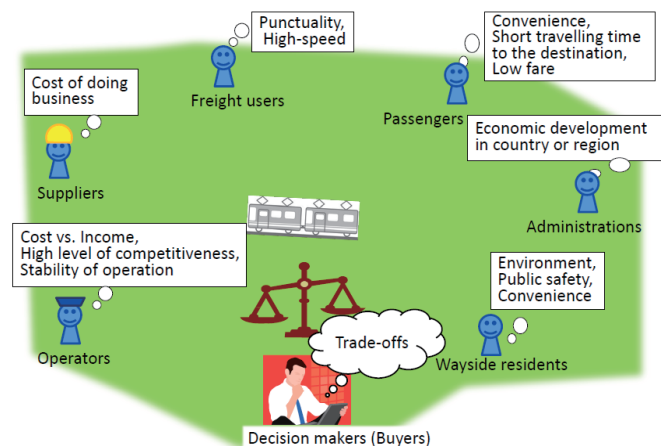 Punctuality,
High-speed
Freight users
Convenience,
Short travelling time
to the destination,
Low fare
Passengers
Cost of doing
business
Suppliers
Economic development
in country or region
Administrations
Cost vs. Income,
High level of competitiveness,
Stability of operation
Operators
Environment,
Public safety,
Convenience
Wayside residents
Trade-offs
Decision makers (Buyers)